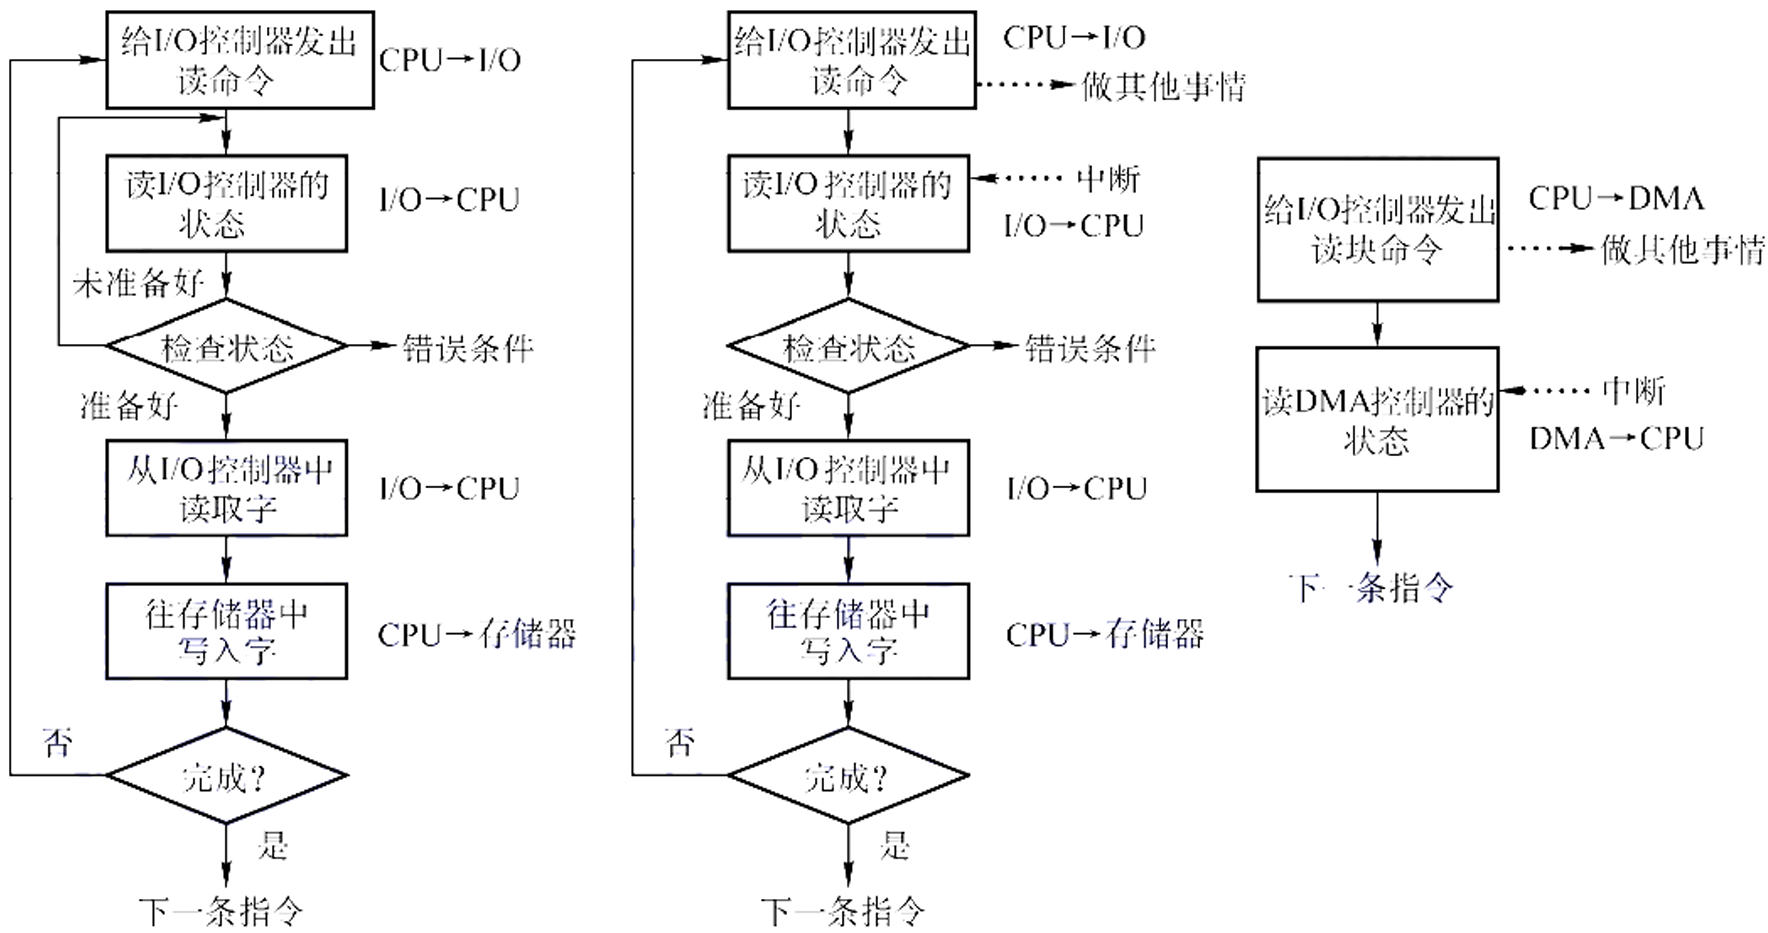 给I/O控制器发出
读命令
CPU→I/O
读I/O控制器的
状态
I/O→CPU
未准备好
检查状态
错误条件
准备好
从I/O控制器中
读取字
I/O→CPU
往存储器中
写入字
CPU→存储器
否
完成?
是
下一条指令
给I/O控制器发出
读命令
CPU→I/O
做其他事情
读I/O控制器的
状态
中断
I/O→CPU
检查状态
错误条件
准备好
从I/O控制器中
读取字
I/O→CPU
往存储器中
写入字
CPU→存储器
否
完成?
是
下一条指令
给I/O控制器发出
读块命令
CPU→DMA
做其他事情
读DMA控制器的
状态
中断
DMA→CPU
下一条指令